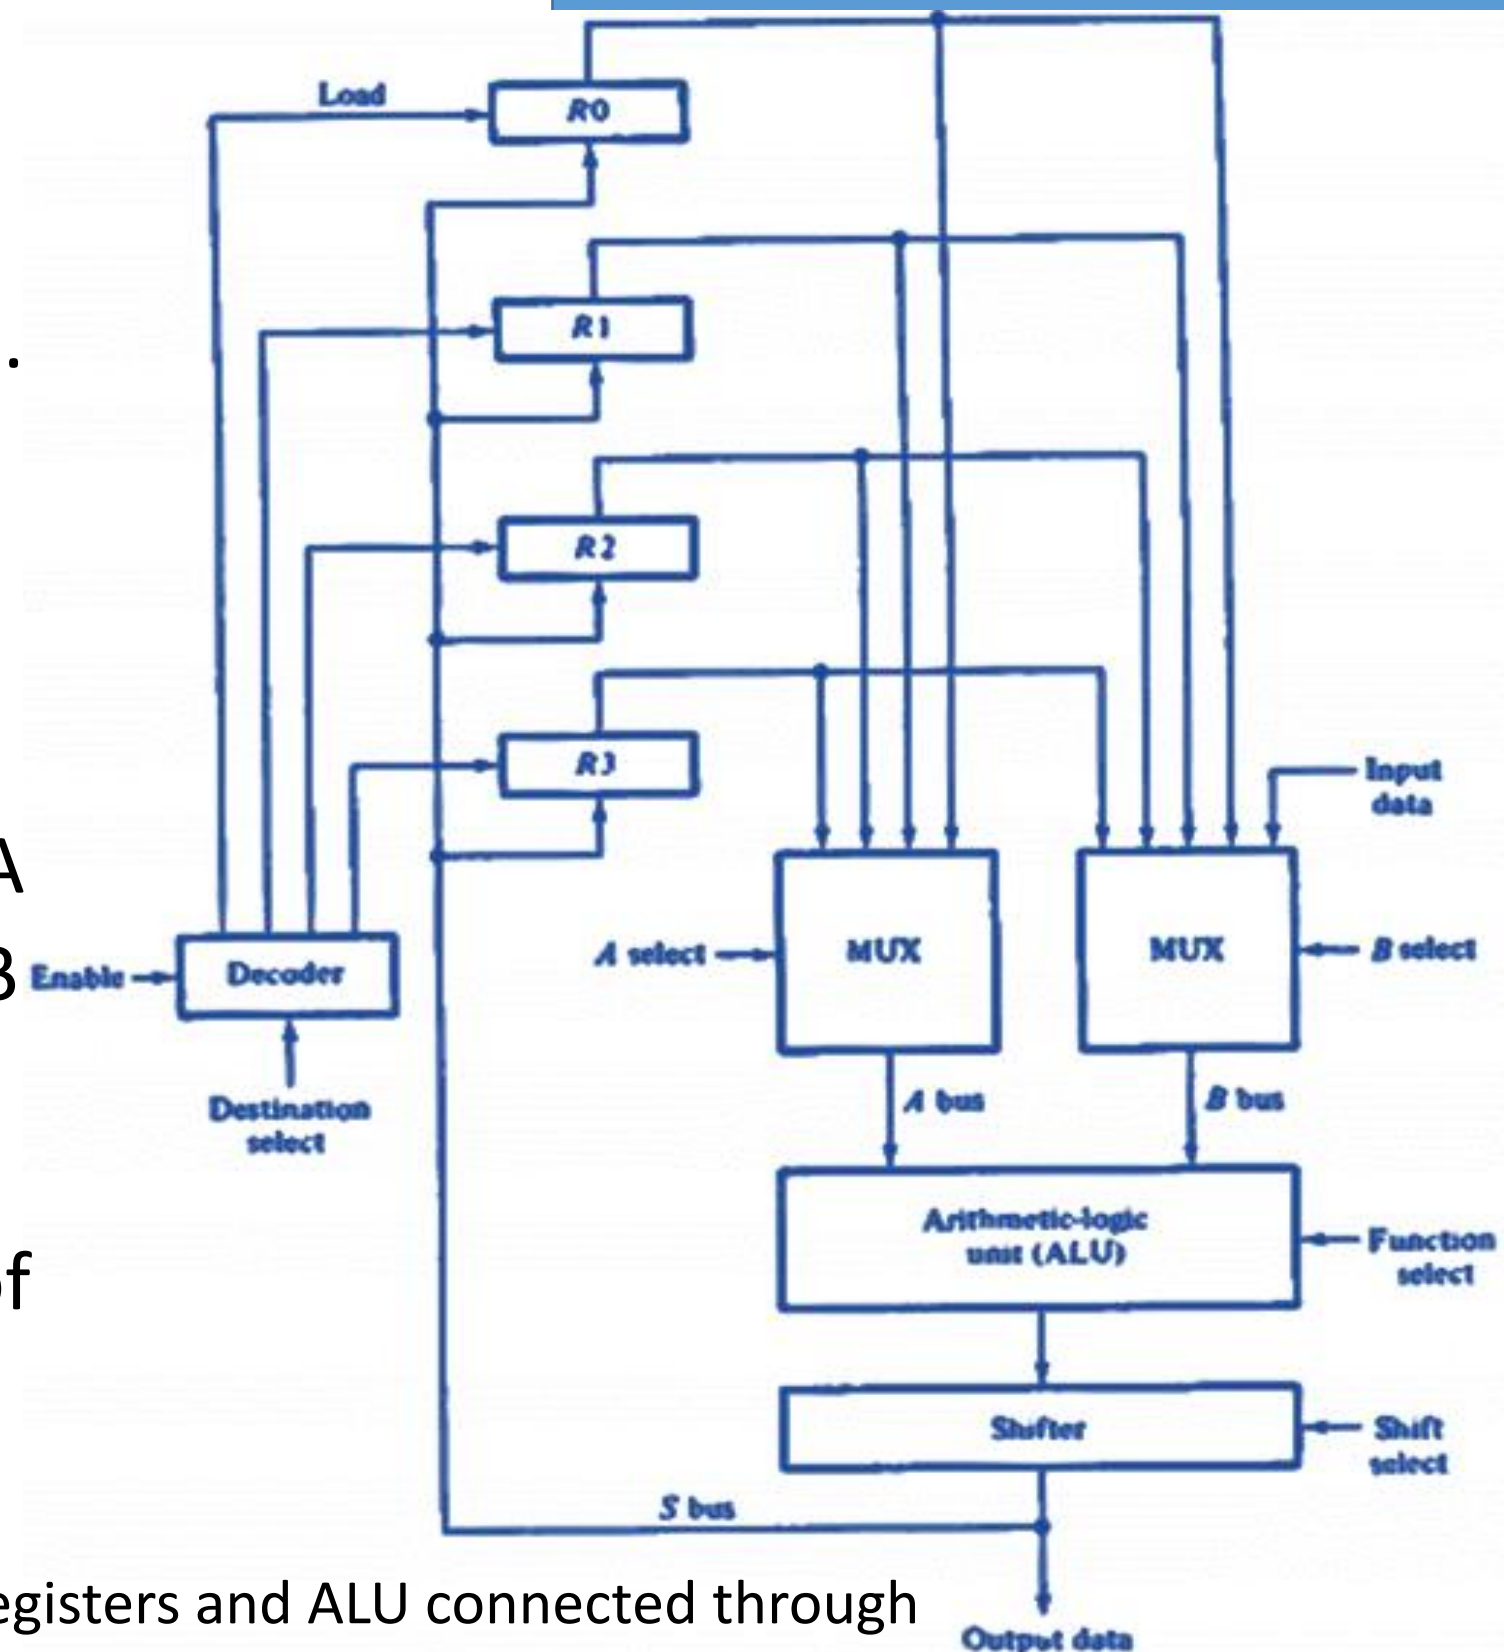 Load
R0
R1
.
R2
R3
Input
data
A
B
Enable
Decoder
A select
MUX
MUX
B select
Destination
select
A bus
B bus
of
Arithmetic-logic
unit (ALU)
Function
select
Shifter
Shift
select
S bus
egisters and ALU connected through
Output data